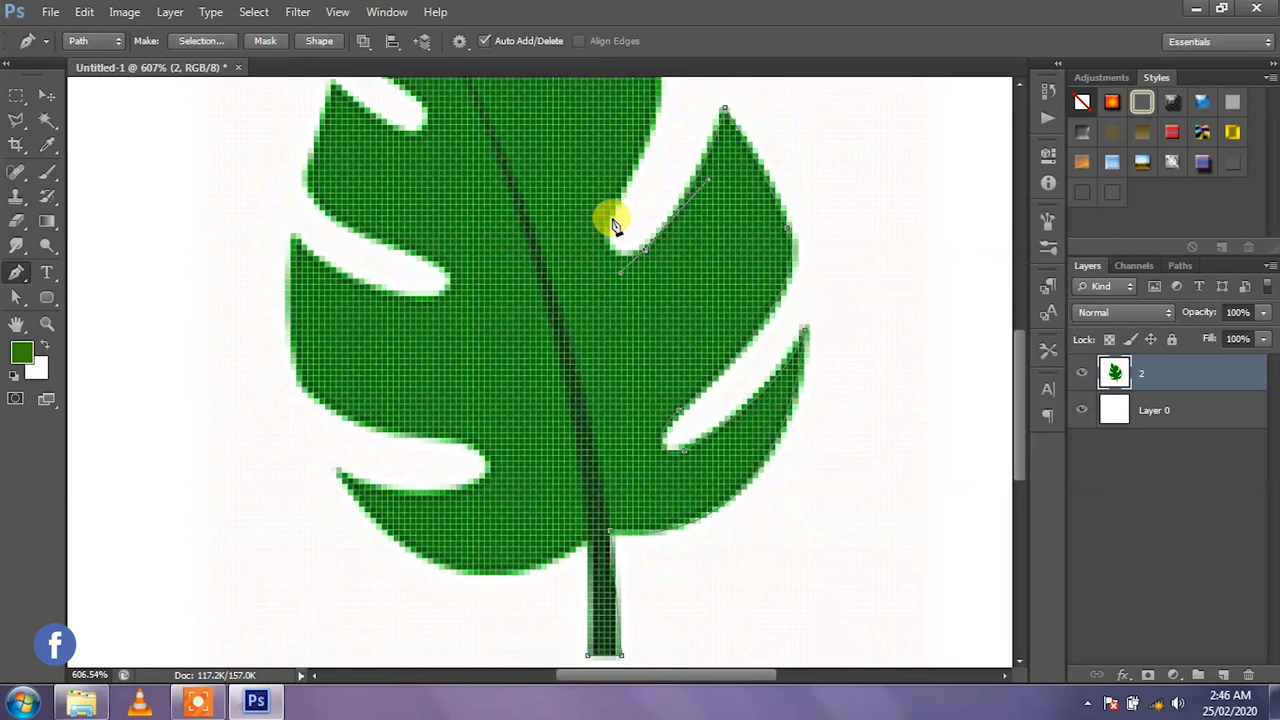 Ps File Edit Image Layer Type Select Filter View Window Help
Path Make: Selection... Mask Shape Auto Add/Delete Align Edges Essentials
Untitled-1 @ 607% (2, RGB/8) * ×
Adjustments Styles
Layers Channels Paths
Kind
Normal Opacity: 100%
Lock: Fill: 100%
2
Layer 0
606.54% Doc: 117.2K/157.0K
f
Ps
2:46 AM
25/02/2020